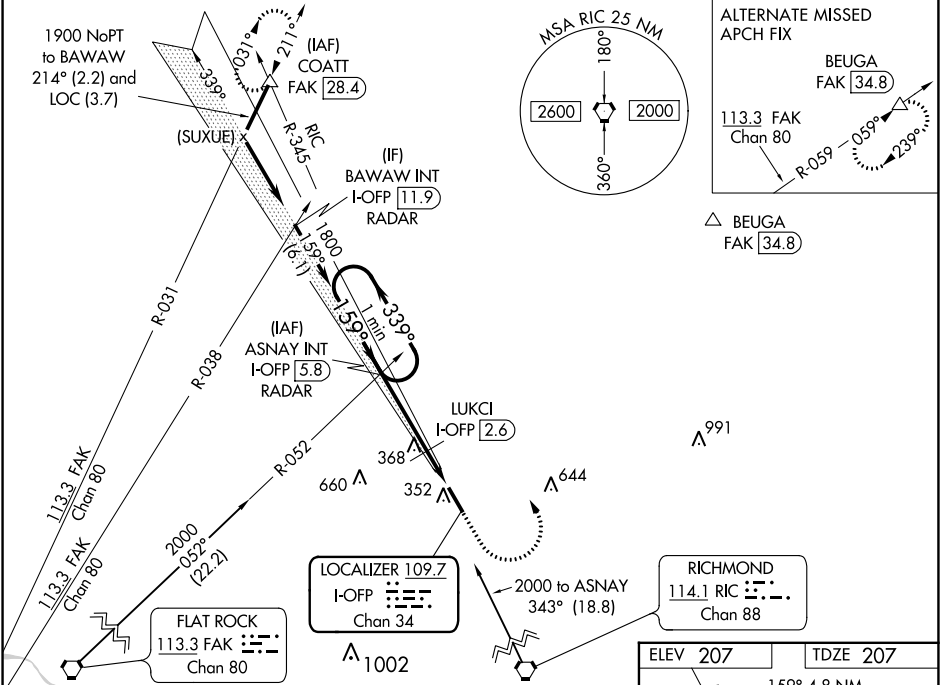 1900 NoPT
to BAWAW
214° (2.2) and
LOC (3.7)
339°
031°
211°
(IAF)
COATT
FAK 28.4
(SUXUE)
RIC
R-345
(IF)
BAWAW INT
I-OFP 11.9
RADAR
MSA RIC 25 NM
180°
2600
2000
360°
ALTERNATE MISSED
APCH FIX
BEUGA
FAK 34.8
113.3 FAK
Chan 80
R-059
059°
239°
BEUGA
FAK 34.8
1800
159°
(6.1)
1 min
339°
159°
R-031
R-038
(IAF)
ASNAY INT
I-OFP 5.8
RADAR
R-052
LUKCI
I-OFP 2.6
991
368
660
352
644
113.3 FAK
Chan 80
113.3 FAK
Chan 80
2000
052°
(22.2)
LOCALIZER 109.7
I-OFP
Chan 34
2000 to ASNAY
343° (18.8)
RICHMOND
114.1 RIC
Chan 88
FLAT ROCK
113.3 FAK
Chan 80
1002
ELEV 207
TDZE 207
159° 4.8 NM